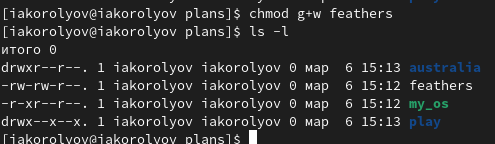 [iakorolyov@iakorolyov plans]$ chmod g+w feathers
[iakorolyov@iakorolyov plans]$ ls -l
итого 0
drwxr--r--. 1 iakorolyov iakorolyov 0 мар  6 15:13 australia
-rw-rw-r--. 1 iakorolyov iakorolyov 0 мар  6 15:12 feathers
-r-xr--r--. 1 iakorolyov iakorolyov 0 мар  6 15:12 my_os
drwx--x--x. 1 iakorolyov iakorolyov 0 мар  6 15:13 play
[iakorolyov@iakorolyov plans]$